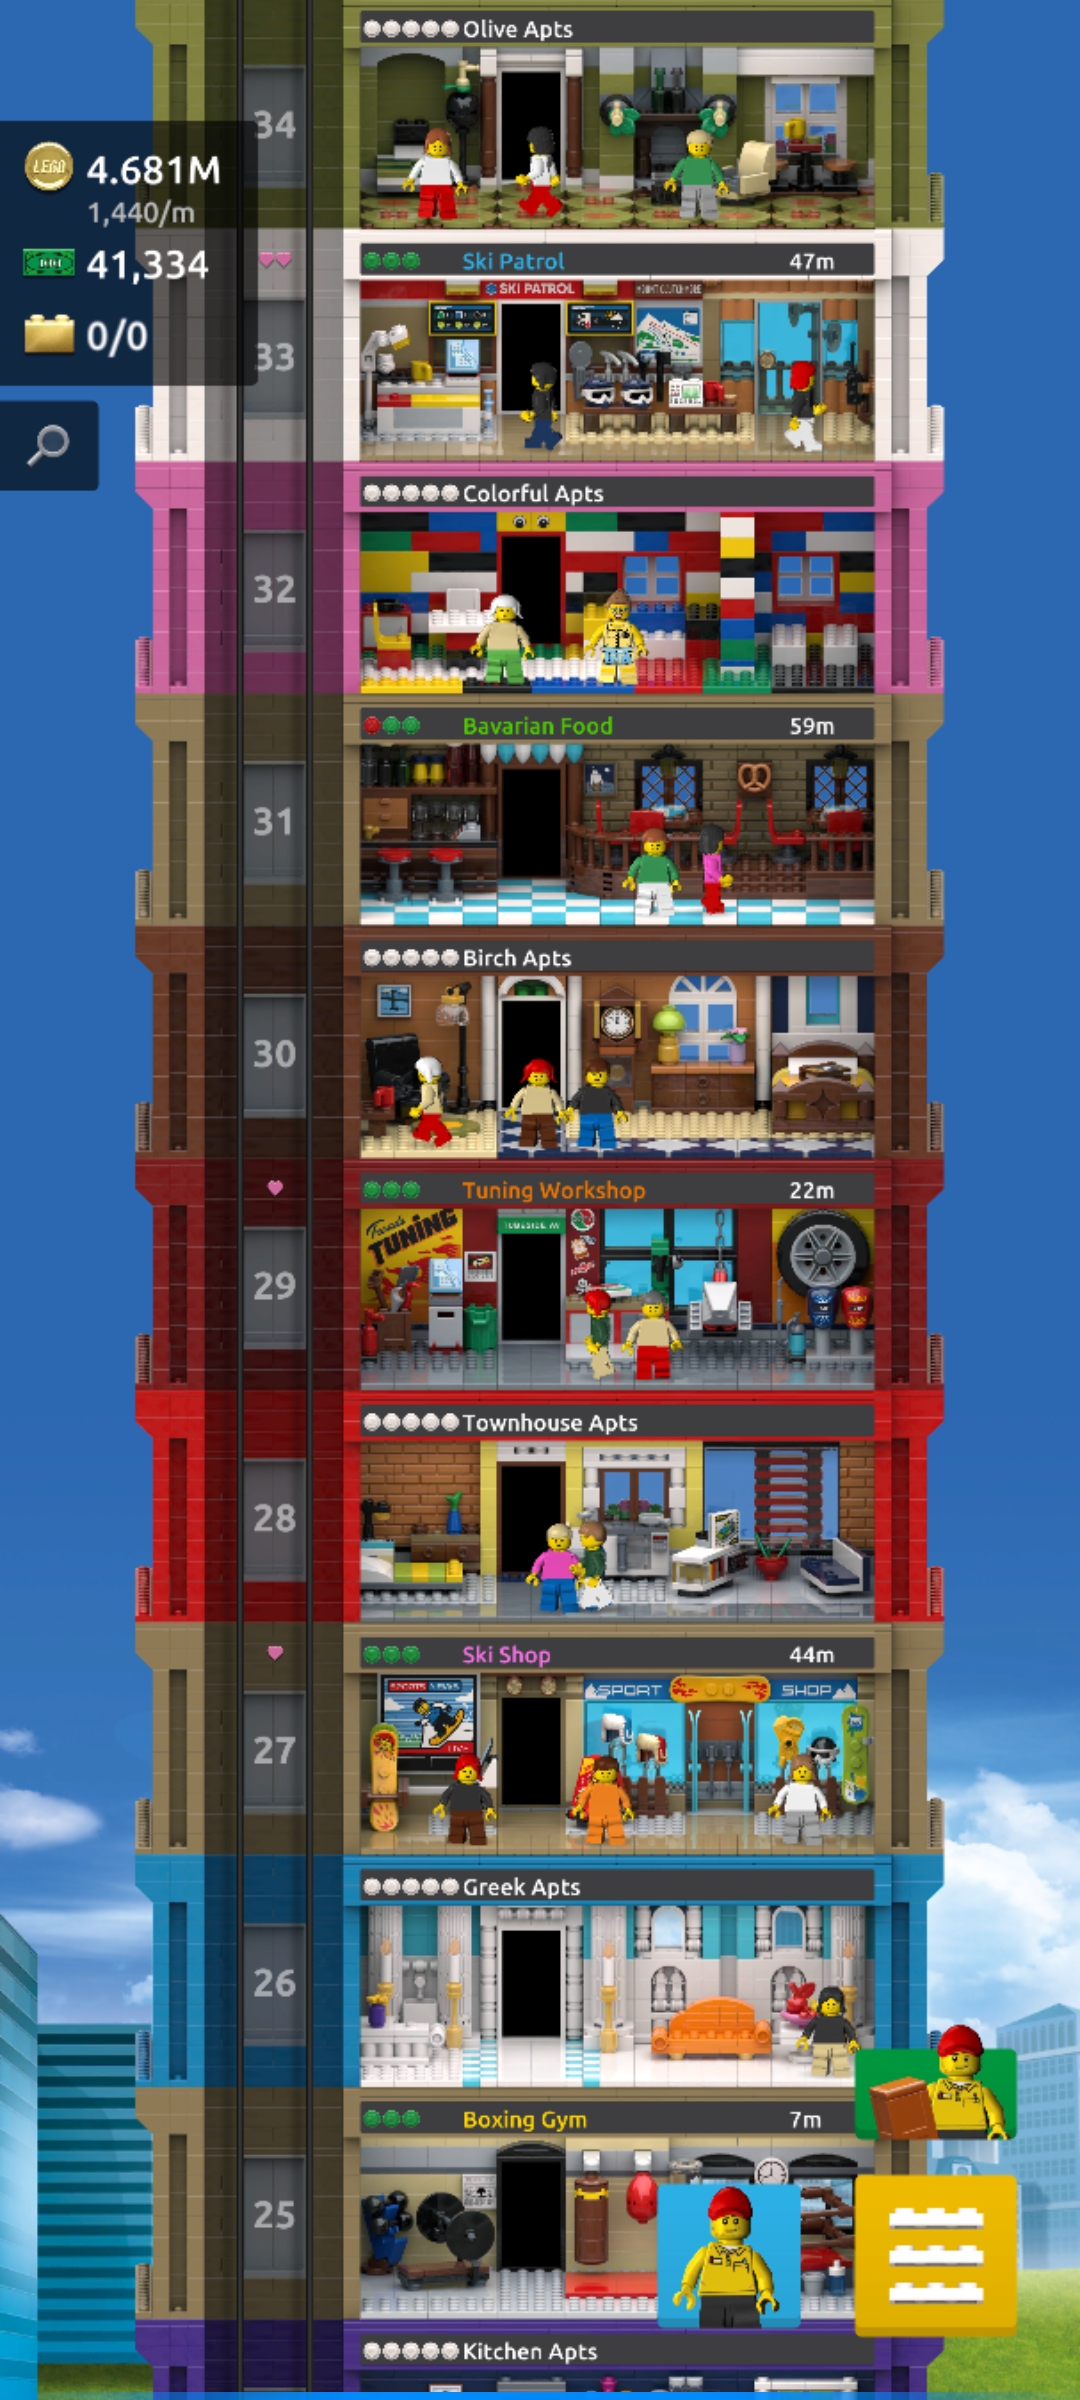 Olive Apts
34
LEGO
4.681M
1,440/m
41,334
0/0
Ski Patrol 47m
SKI PATROL
33
Colorful Apts
32
Bavarian Food 59m
31
Birch Apts
30
Tuning Workshop 22m
TUNING
29
Townhouse Apts
28
Ski Shop 44m
SPORT SHOP
27
Greek Apts
26
Boxing Gym 7m
25
Kitchen Apts